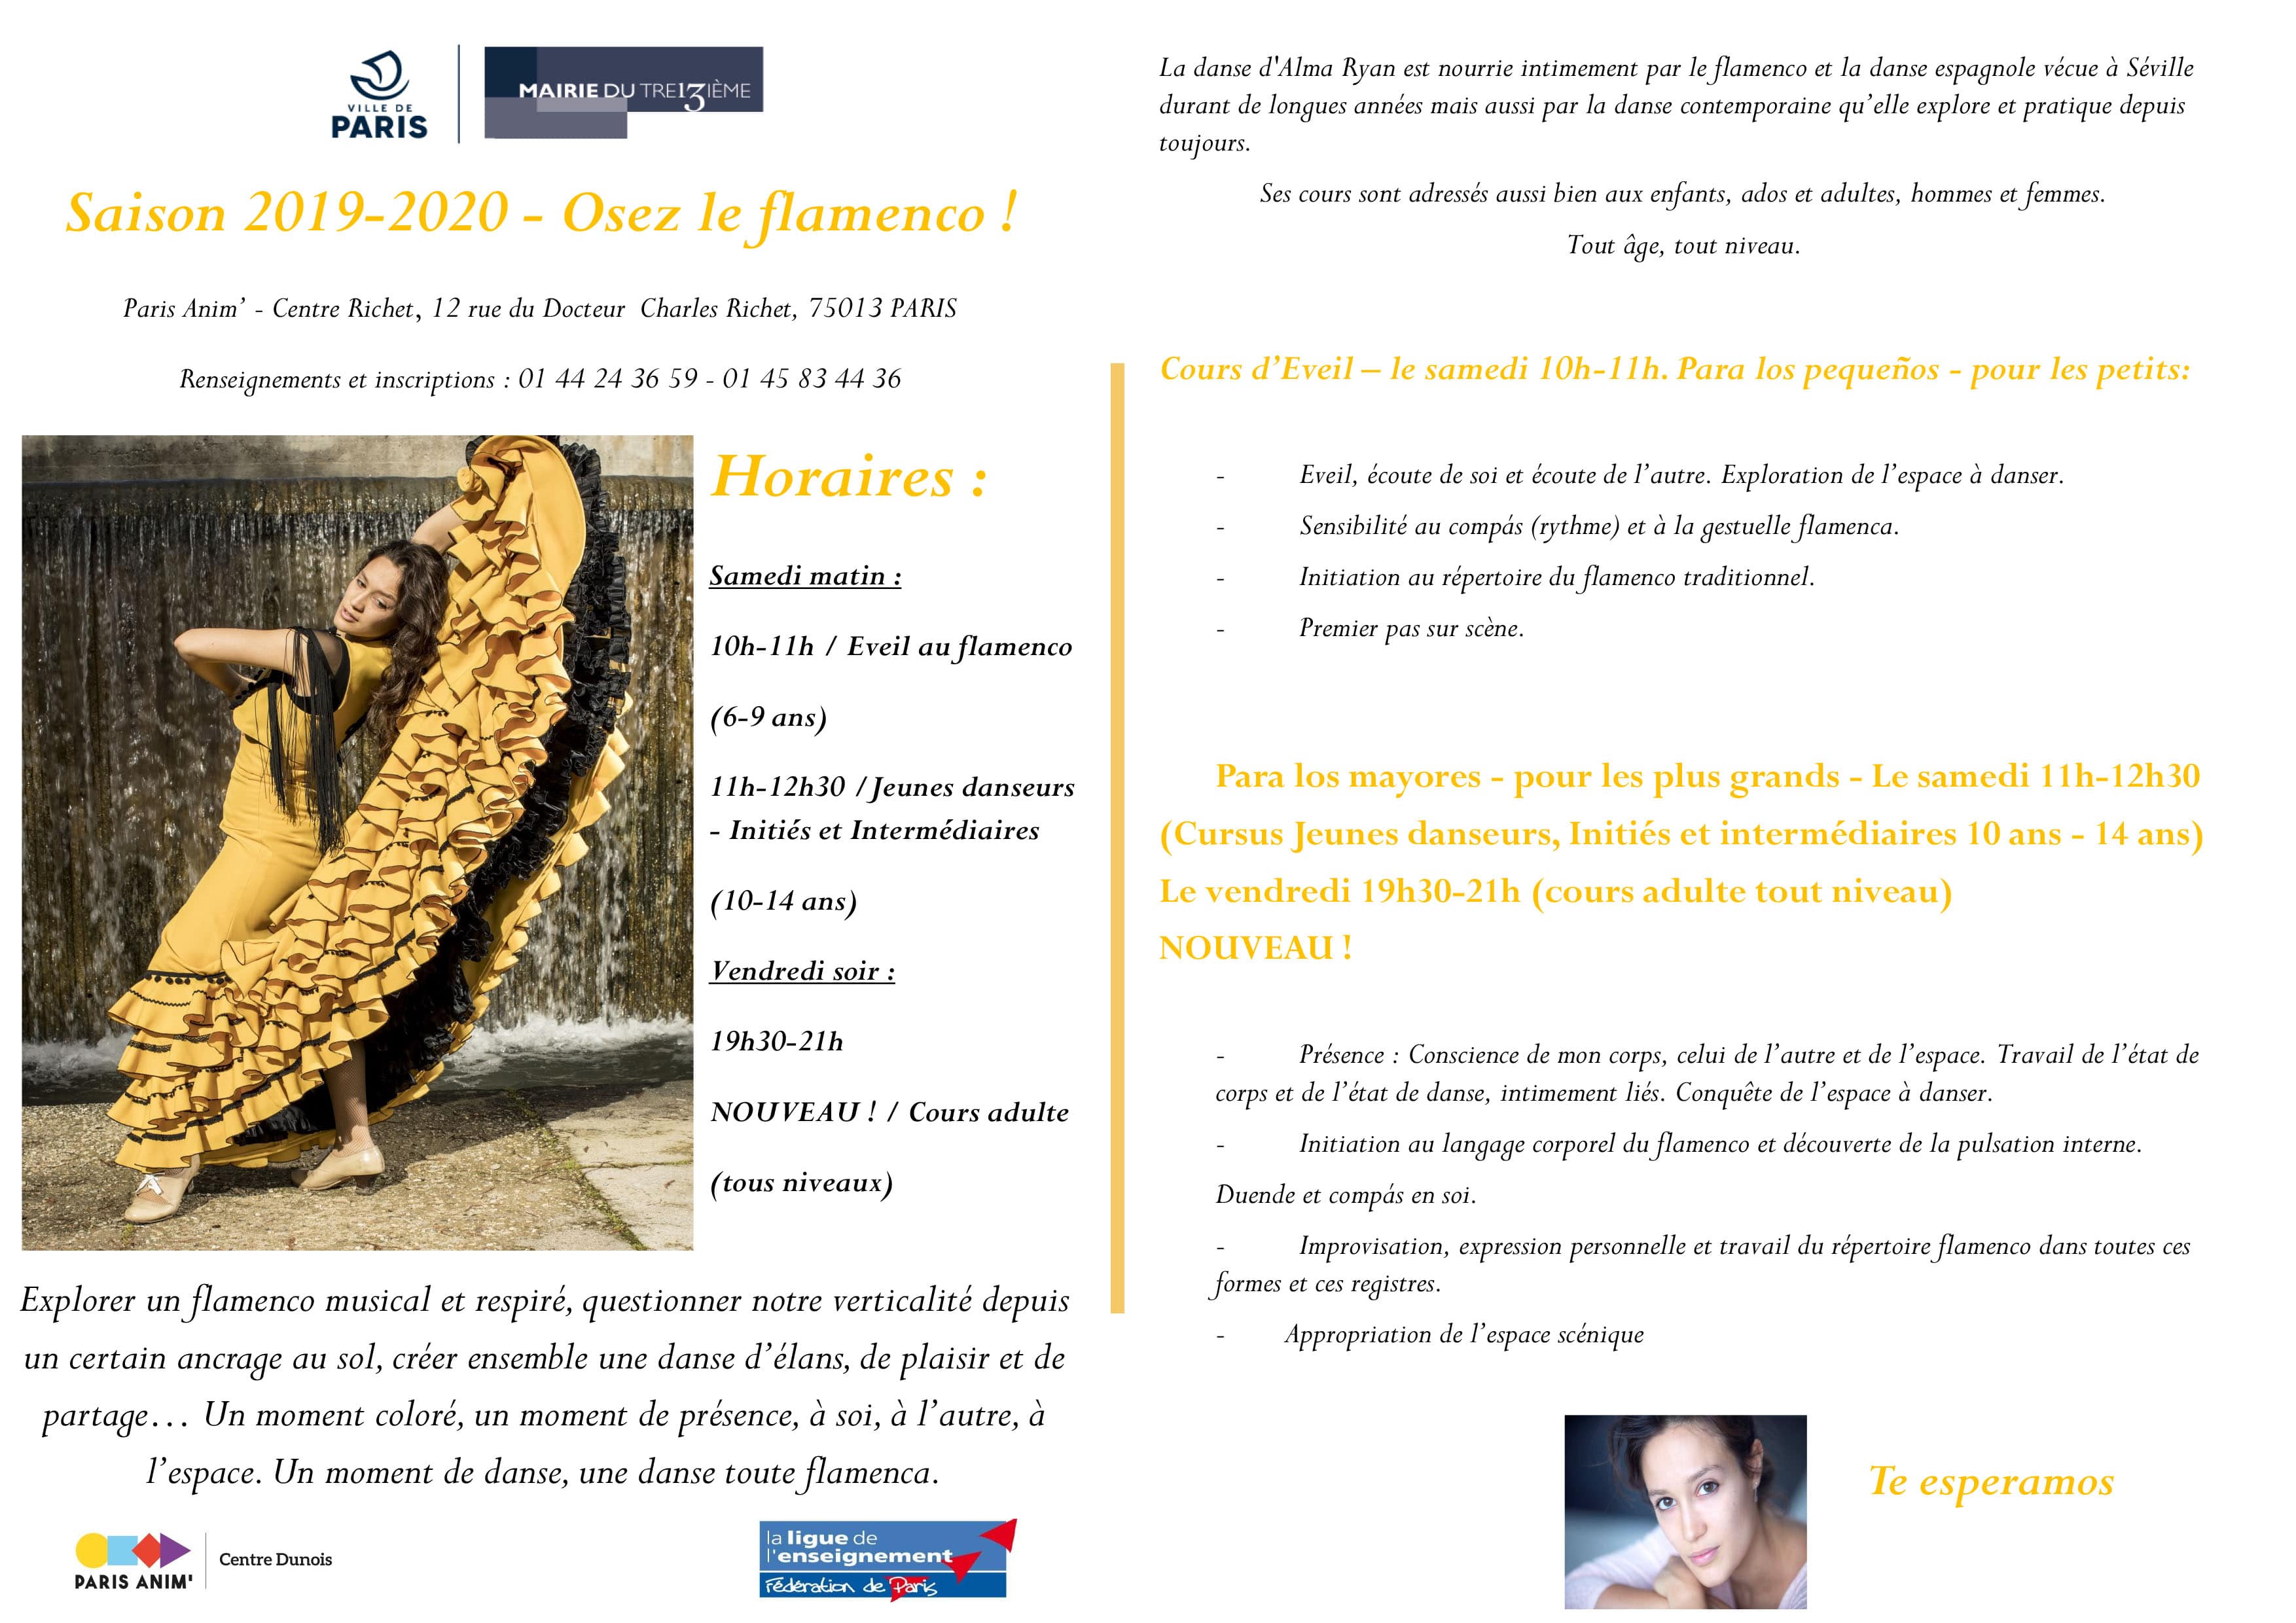 VILLE DE
PARIS
MAIRIE DU TRE13IÈME
Saison 2019-2020 - Osez le flamenco !
Paris Anim’ - Centre Richet, 12 rue du Docteur Charles Richet, 75013 PARIS
Renseignements et inscriptions : 01 44 24 36 59 - 01 45 83 44 36
Horaires :
Samedi matin :
10h-11h / Eveil au flamenco
(6-9 ans)
11h-12h30 /Jeunes danseurs
- Initiés et Intermédiaires
(10-14 ans)
Vendredi soir :
19h30-21h
NOUVEAU ! / Cours adulte
(tous niveaux)
Explorer un flamenco musical et respiré, questionner notre verticalité depuis
un certain ancrage au sol, créer ensemble une danse d’élans, de plaisir et de
partage… Un moment coloré, un moment de présence, à soi, à l’autre, à
l’espace. Un moment de danse, une danse toute flamenca.
PARIS ANIM'
Centre Dunois
la ligue de
l'enseignement
Fédération de Paris
La danse d'Alma Ryan est nourrie intimement par le flamenco et la danse espagnole vécue à Séville
durant de longues années mais aussi par la danse contemporaine qu’elle explore et pratique depuis
toujours.
Ses cours sont adressés aussi bien aux enfants, ados et adultes, hommes et femmes.
Tout âge, tout niveau.
Cours d’Eveil – le samedi 10h-11h. Para los pequeños - pour les petits:
- Eveil, écoute de soi et écoute de l’autre. Exploration de l’espace à danser.
- Sensibilité au compás (rythme) et à la gestuelle flamenca.
- Initiation au répertoire du flamenco traditionnel.
- Premier pas sur scène.
Para los mayores - pour les plus grands - Le samedi 11h-12h30
(Cursus Jeunes danseurs, Initiés et intermédiaires 10 ans - 14 ans)
Le vendredi 19h30-21h (cours adulte tout niveau)
NOUVEAU !
- Présence : Conscience de mon corps, celui de l’autre et de l’espace. Travail de l’état de
corps et de l’état de danse, intimement liés. Conquête de l’espace à danser.
- Initiation au langage corporel du flamenco et découverte de la pulsation interne.
Duende et compás en soi.
- Improvisation, expression personnelle et travail du répertoire flamenco dans toutes ces
formes et ces registres.
- Appropriation de l’espace scénique
Te esperamos